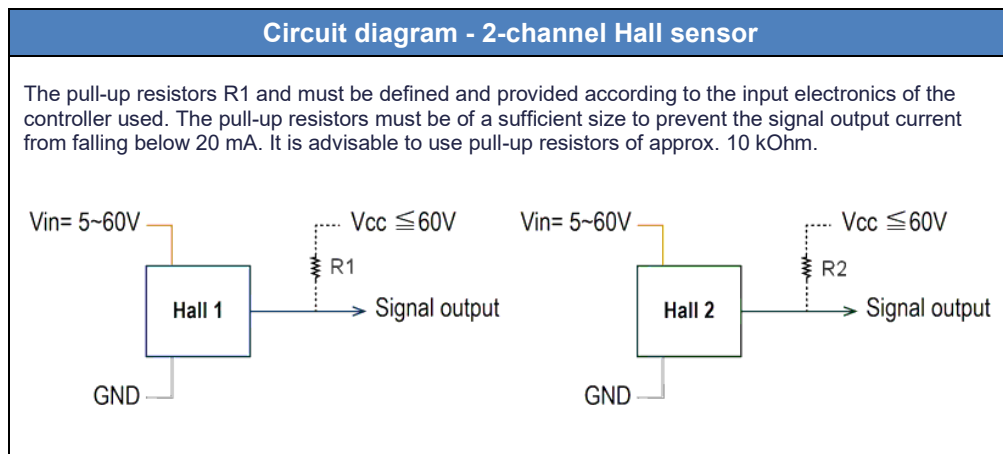 Circuit diagram - 2-channel Hall sensor
The pull-up resistors R1 and must be defined and provided according to the input electronics of the
controller used. The pull-up resistors must be of a sufficient size to prevent the signal output current
from falling below 20 mA. It is advisable to use pull-up resistors of approx. 10 kOhm.
Vin= 5~60V
Vcc ≦60V
R1
Hall 1
Signal output
GND
Vin= 5~60V
Vcc ≦60V
R2
Hall 2
Signal output
GND